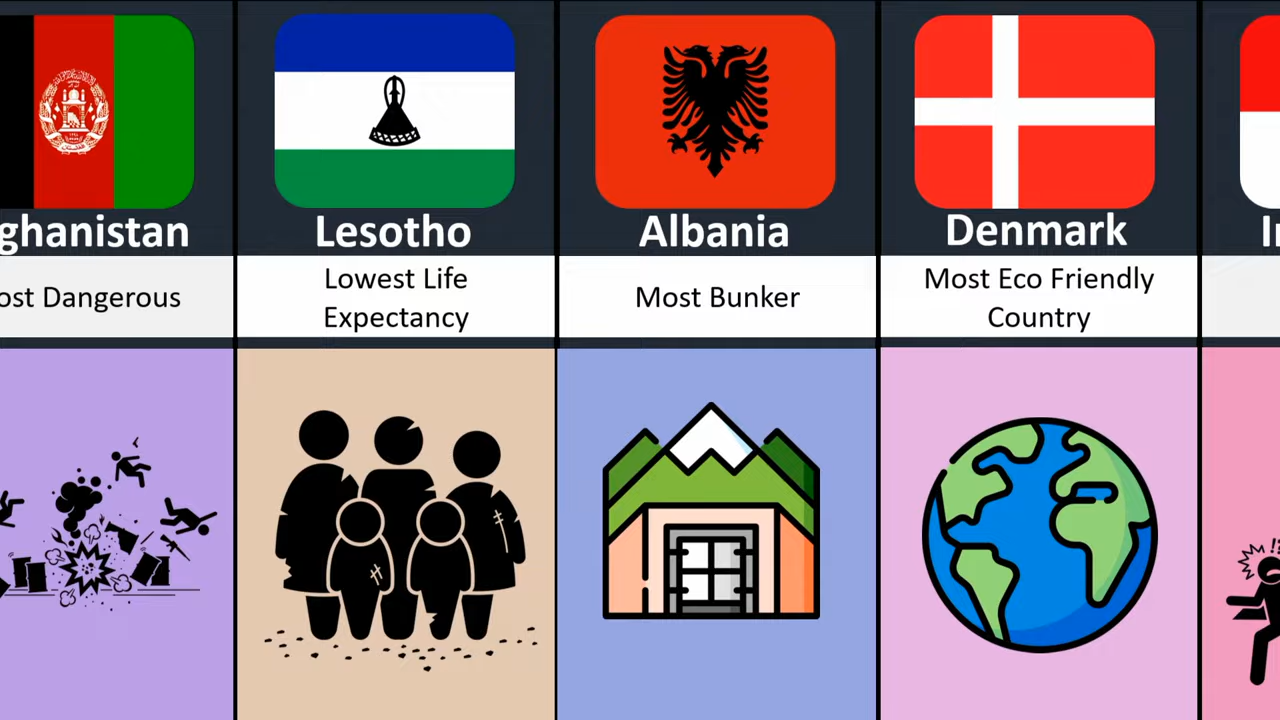 ghanistan
Lesotho
Albania
Denmark
ost Dangerous
Lowest Life
Expectancy
Most Bunker
Most Eco Friendly
Country
!?